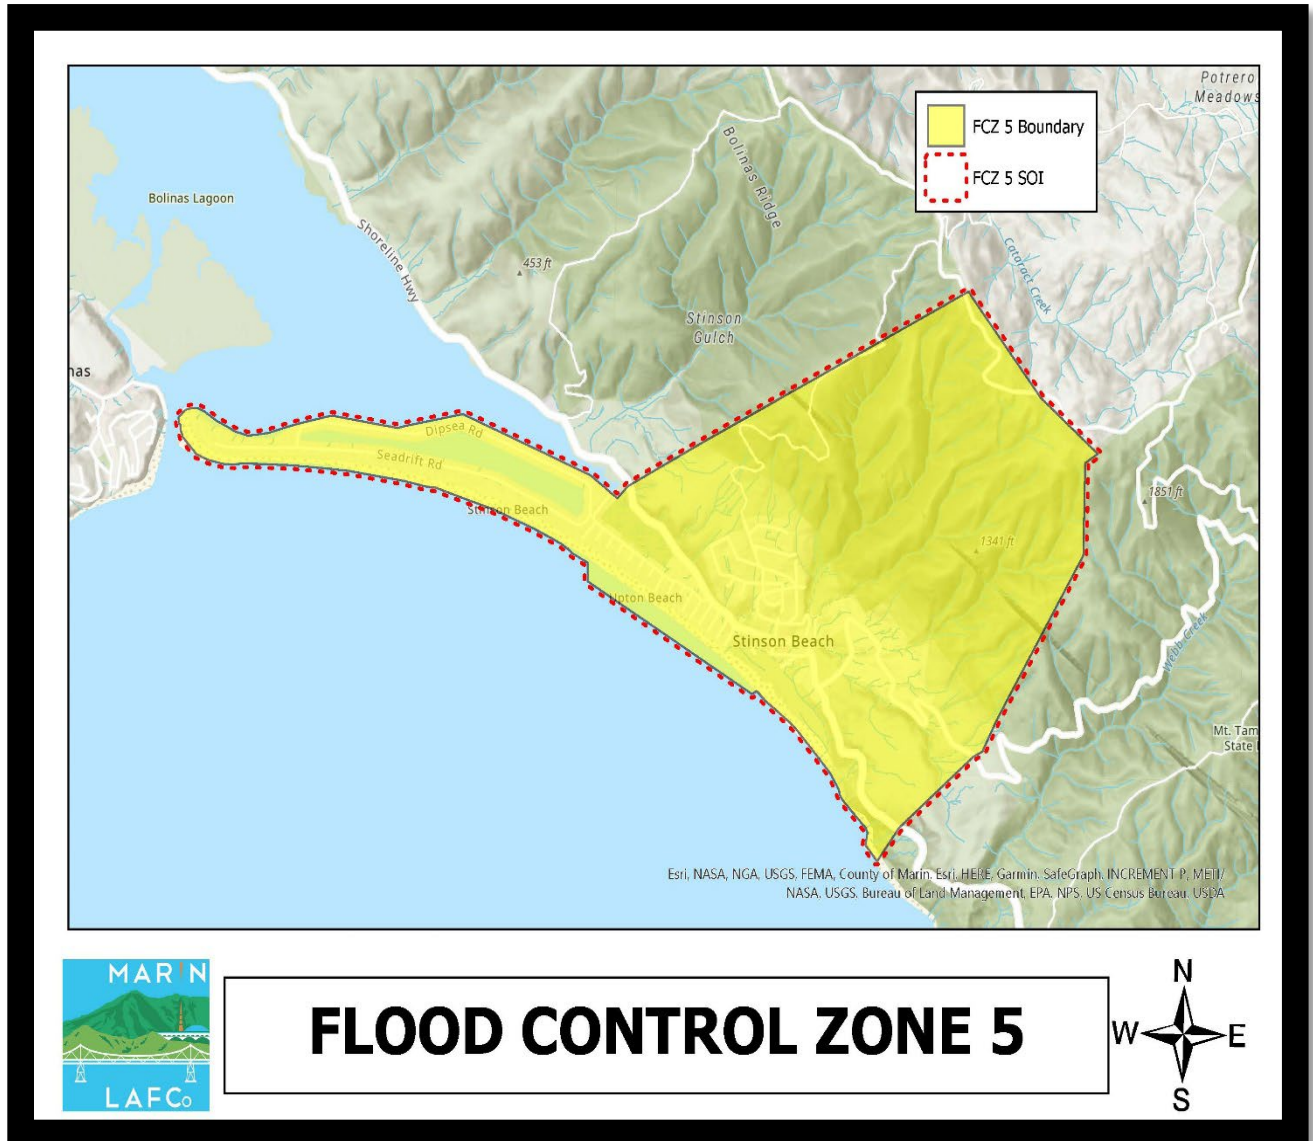 Potrero
Meadows
FCZ 5 Boundary
FCZ 5 SOI
Bolinas Ridge
Bolinas Lagoon
Shoreline Hwy
453 ft
Cataract Creek
Stinson
Gulch
nas
Dipsea Rd
Seadrift Rd
1851 ft
Stinson Beach
1341 ft
Upton Beach
Stinson Beach
Webb Creek
Mt. Tam
State
Esri, NASA, NGA, USGS, FEMA, County of Marin, Esri, HERE, Garmin, SafeGraph, INCREMENT P, METI/
NASA, USGS, Bureau of Land Management, EPA, NPS, US Census Bureau, USDA
MARIN
LAFCo
FLOOD CONTROL ZONE 5
N
W E
S